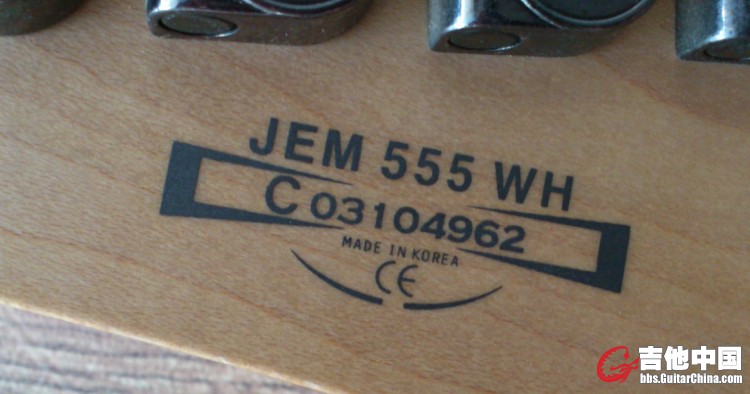 JEM 555 WH
C03104962
MADE IN KOREA
CE
吉他中国
bbs.GuitarChina.com